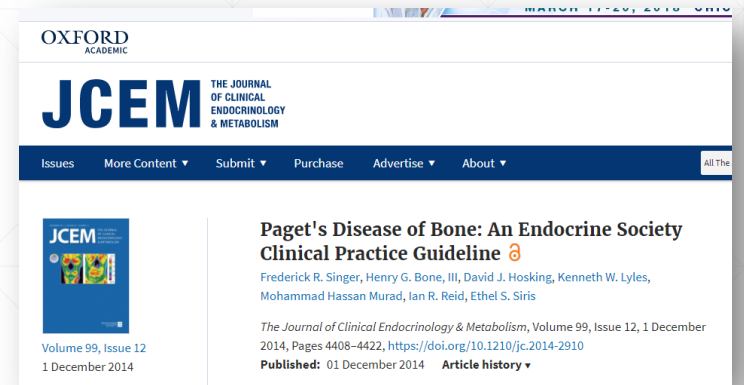 MARCH 17-20, 2018
OXFORD
ACADEMIC
JCEM
THE JOURNAL
OF CLINICAL
ENDOCRINOLOGY
& METABOLISM
Issues More Content ▼ Submit ▼ Purchase Advertise ▼ About ▼ All The
JCEM
Paget's Disease of Bone: An Endocrine Society
Clinical Practice Guideline
Frederick R. Singer, Henry G. Bone, III, David J. Hosking, Kenneth W. Lyles,
Mohammad Hassan Murad, Ian R. Reid, Ethel S. Siris
The Journal of Clinical Endocrinology & Metabolism, Volume 99, Issue 12, 1 December
2014, Pages 4408–4422, https://doi.org/10.1210/jc.2014-2910
Published: 01 December 2014 Article history ▾
Volume 99, Issue 12
1 December 2014